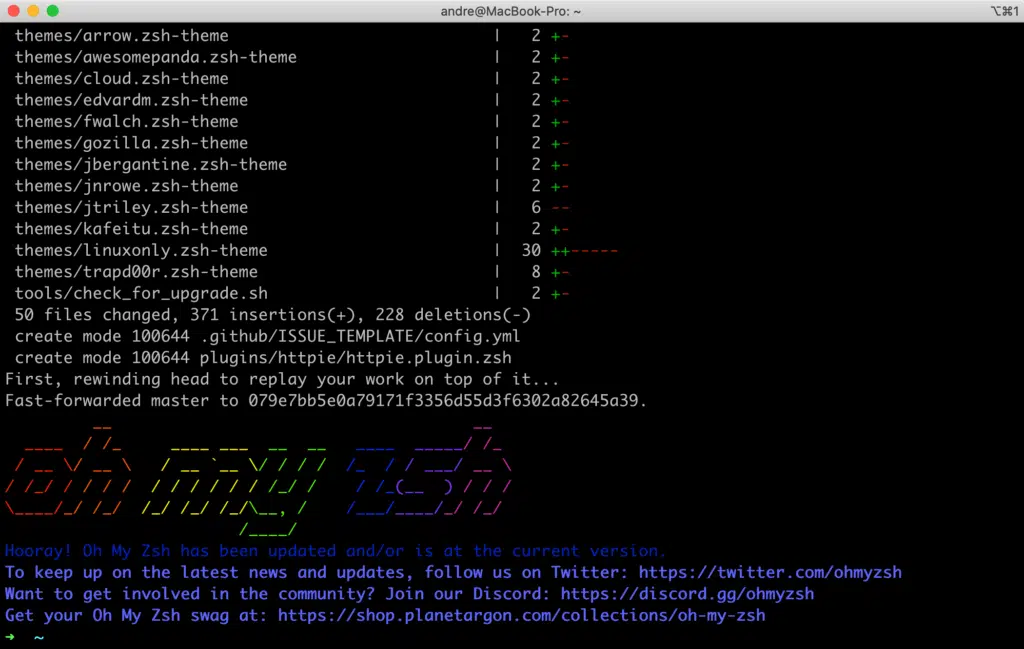 andre@MacBook-Pro: ~
⌥⌘1
themes/arrow.zsh-theme | 2 +-
themes/awesomepanda.zsh-theme | 2 +-
themes/cloud.zsh-theme | 2 +-
themes/edvardm.zsh-theme | 2 +-
themes/fwalch.zsh-theme | 2 +-
themes/gozilla.zsh-theme | 2 +-
themes/jbergantine.zsh-theme | 2 +-
themes/jnrowe.zsh-theme | 2 +-
themes/jtriley.zsh-theme | 6 --
themes/kafeitu.zsh-theme | 2 +-
themes/linuxonly.zsh-theme | 30 ++-----
themes/trapd00r.zsh-theme | 8 +-
tools/check_for_upgrade.sh | 2 +-
50 files changed, 371 insertions(+), 228 deletions(-)
create mode 100644 .github/ISSUE_TEMPLATE/config.yml
create mode 100644 plugins/httpie/httpie.plugin.zsh
First, rewinding head to replay your work on top of it...
Fast-forwarded master to 079e7bb5e0a79171f3356d55d3f6302a82645a39.
oh my zsh
Hooray! Oh My Zsh has been updated and/or is at the current version.
To keep up on the latest news and updates, follow us on Twitter: https://twitter.com/ohmyzsh
Want to get involved in the community? Join our Discord: https://discord.gg/ohmyzsh
Get your Oh My Zsh swag at: https://shop.planetargon.com/collections/oh-my-zsh
➜ ~